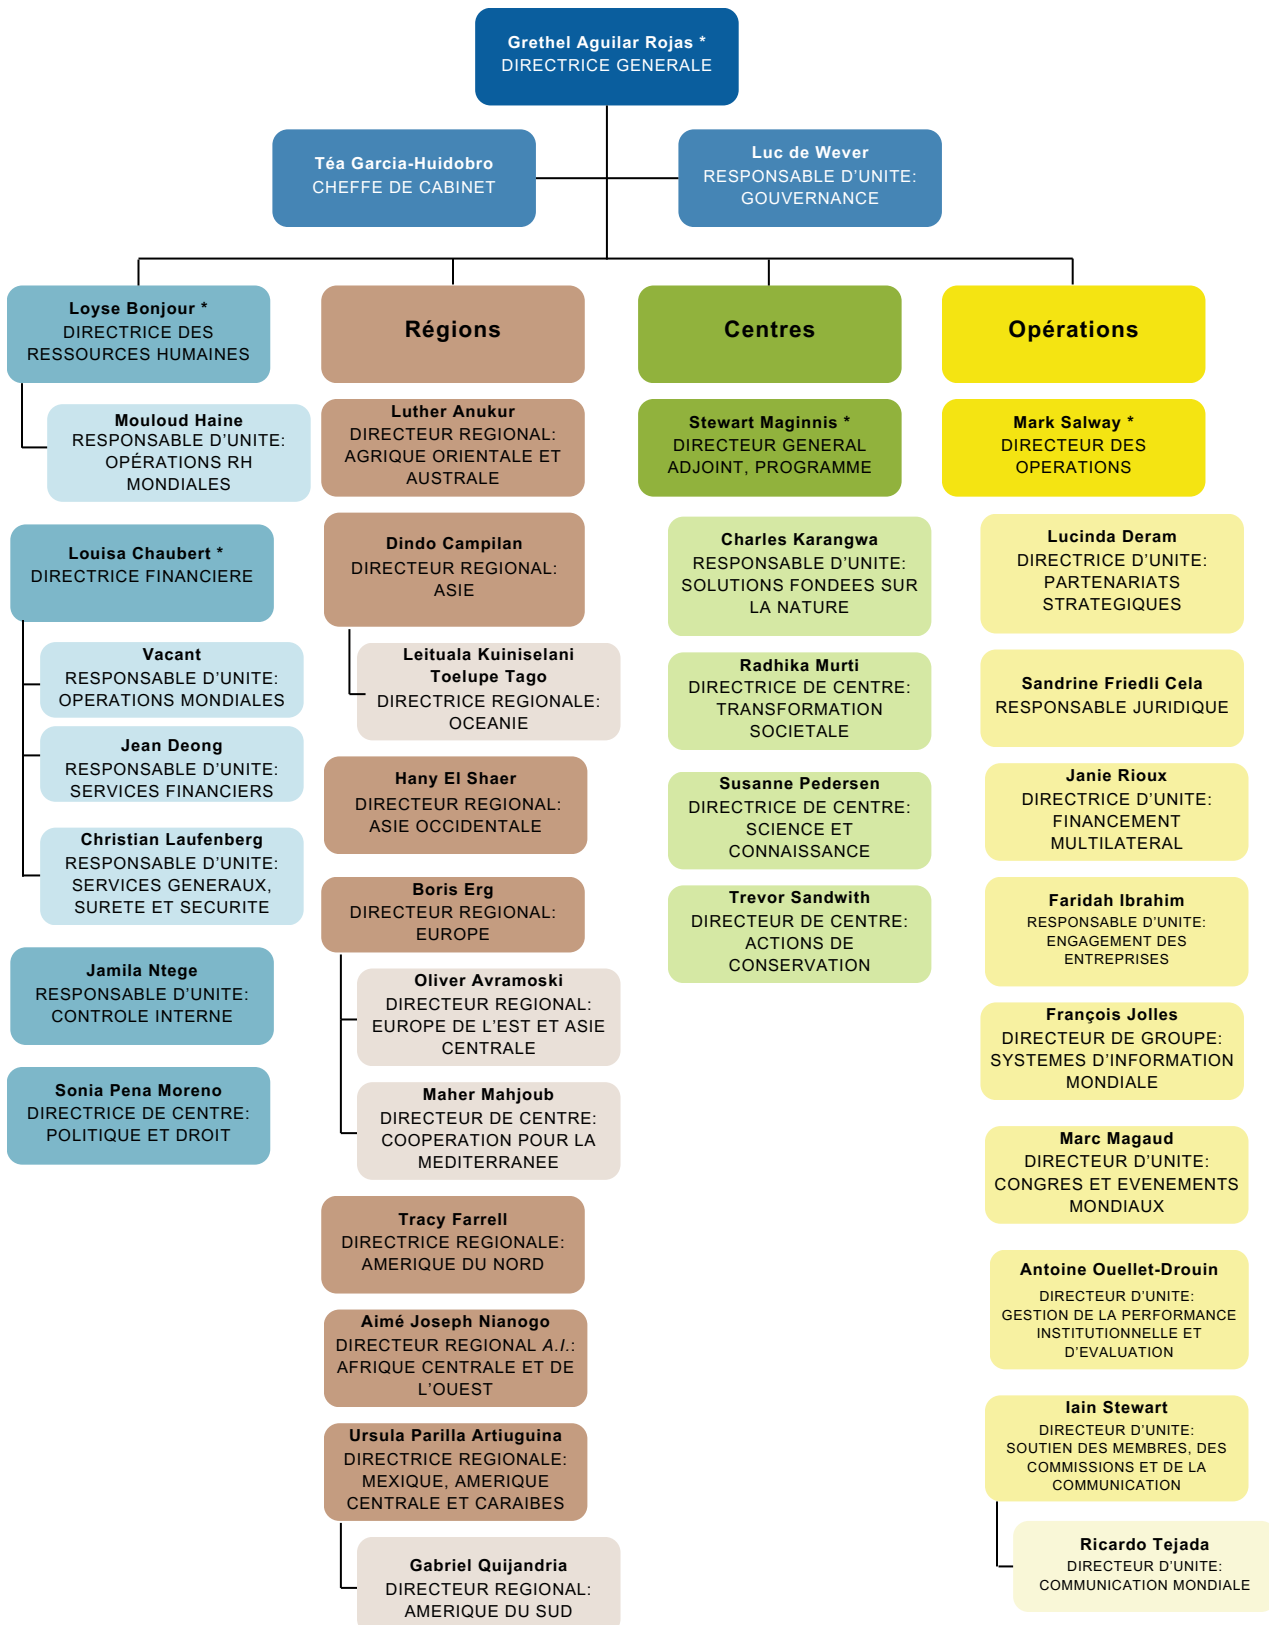 Grethel Aguilar Rojas *
DIRECTRICE GENERALE
Téa Garcia-Huidobro
CHEFFE DE CABINET
Luc de Wever
RESPONSABLE D'UNITE:
GOUVERNANCE
Loyse Bonjour *
DIRECTRICE DES
RESSOURCES HUMAINES
Mouloud Haine
RESPONSABLE D'UNITE:
OPÉRATIONS RH
MONDIALES
Louisa Chaubert *
DIRECTRICE FINANCIERE
Vacant
RESPONSABLE D'UNITE:
OPERATIONS MONDIALES
Jean Deong
RESPONSABLE D'UNITE:
SERVICES FINANCIERS
Christian Laufenberg
RESPONSABLE D'UNITE:
SERVICES GENERAUX,
SURETE ET SECURITE
Jamila Ntege
RESPONSABLE D'UNITE:
CONTROLE INTERNE
Sonia Pena Moreno
DIRECTRICE DE CENTRE:
POLITIQUE ET DROIT
Régions
Luther Anukur
DIRECTEUR REGIONAL:
AGRIQUE ORIENTALE ET
AUSTRALE
Dindo Campilan
DIRECTEUR REGIONAL:
ASIE
Leituala Kuiniselani
Toelupe Tago
DIRECTRICE REGIONALE:
OCEANIE
Hany El Shaer
DIRECTEUR REGIONAL:
ASIE OCCIDENTALE
Boris Erg
DIRECTEUR REGIONAL:
EUROPE
Oliver Avramoski
DIRECTEUR REGIONAL:
EUROPE DE L'EST ET ASIE
CENTRALE
Maher Mahjoub
DIRECTEUR DE CENTRE:
COOPERATION POUR LA
MEDITERRANEE
Tracy Farrell
DIRECTRICE REGIONALE:
AMÉRIQUE DU NORD
Aimé Joseph Nianogo
DIRECTEUR REGIONAL A.I.:
AFRIQUE CENTRALE ET DE
L'OUEST
Ursula Parilla Artiuguina
DIRECTRICE REGIONALE:
MEXIQUE, AMERIQUE
CENTRALE ET CARAIBES
Gabriel Quijandria
DIRECTEUR REGIONAL:
AMERIQUE DU SUD
Centres
Stewart Maginnis *
DIRECTEUR GENERAL
ADJOINT, PROGRAMME
Charles Karangwa
RESPONSABLE D'UNITE:
SOLUTIONS FONDEES SUR
LA NATURE
Radhika Murti
DIRECTRICE DE CENTRE:
TRANSFORMATION
SOCIETALE
Susanne Pedersen
DIRECTRICE DE CENTRE:
SCIENCE ET
CONNAISSANCE
Trevor Sandwith
DIRECTEUR DE CENTRE:
ACTIONS DE
CONSERVATION
Opérations
Mark Salway *
DIRECTEUR DES
OPERATIONS
Lucinda Deram
DIRECTRICE D'UNITE:
PARTENARIATS
STRATEGIQUES
Sandrine Friedli Cela
RESPONSABLE JURIDIQUE
Janie Rioux
DIRECTRICE D'UNITE:
FINANCEMENT
MULTILATERAL
Faridah Ibrahim
RESPONSABLE D'UNITE:
ENGAGEMENT DES
ENTREPRISES
François Jolles
DIRECTEUR DE GROUPE:
SYSTEMES D'INFORMATION
MONDIALE
Marc Magaud
DIRECTEUR D'UNITE:
CONGRES ET EVENEMENTS
MONDIAUX
Antoine Ouellet-Drouin
DIRECTEUR D'UNITE:
GESTION DE LA PERFORMANCE
INSTITUTIONNELLE ET
D'EVALUATION
Iain Stewart
DIRECTEUR D'UNITE:
SOUTIEN DES MEMBRES, DES
COMMISSIONS ET DE LA
COMMUNICATION
Ricardo Tejada
DIRECTEUR D'UNITE:
COMMUNICATION MONDIALE